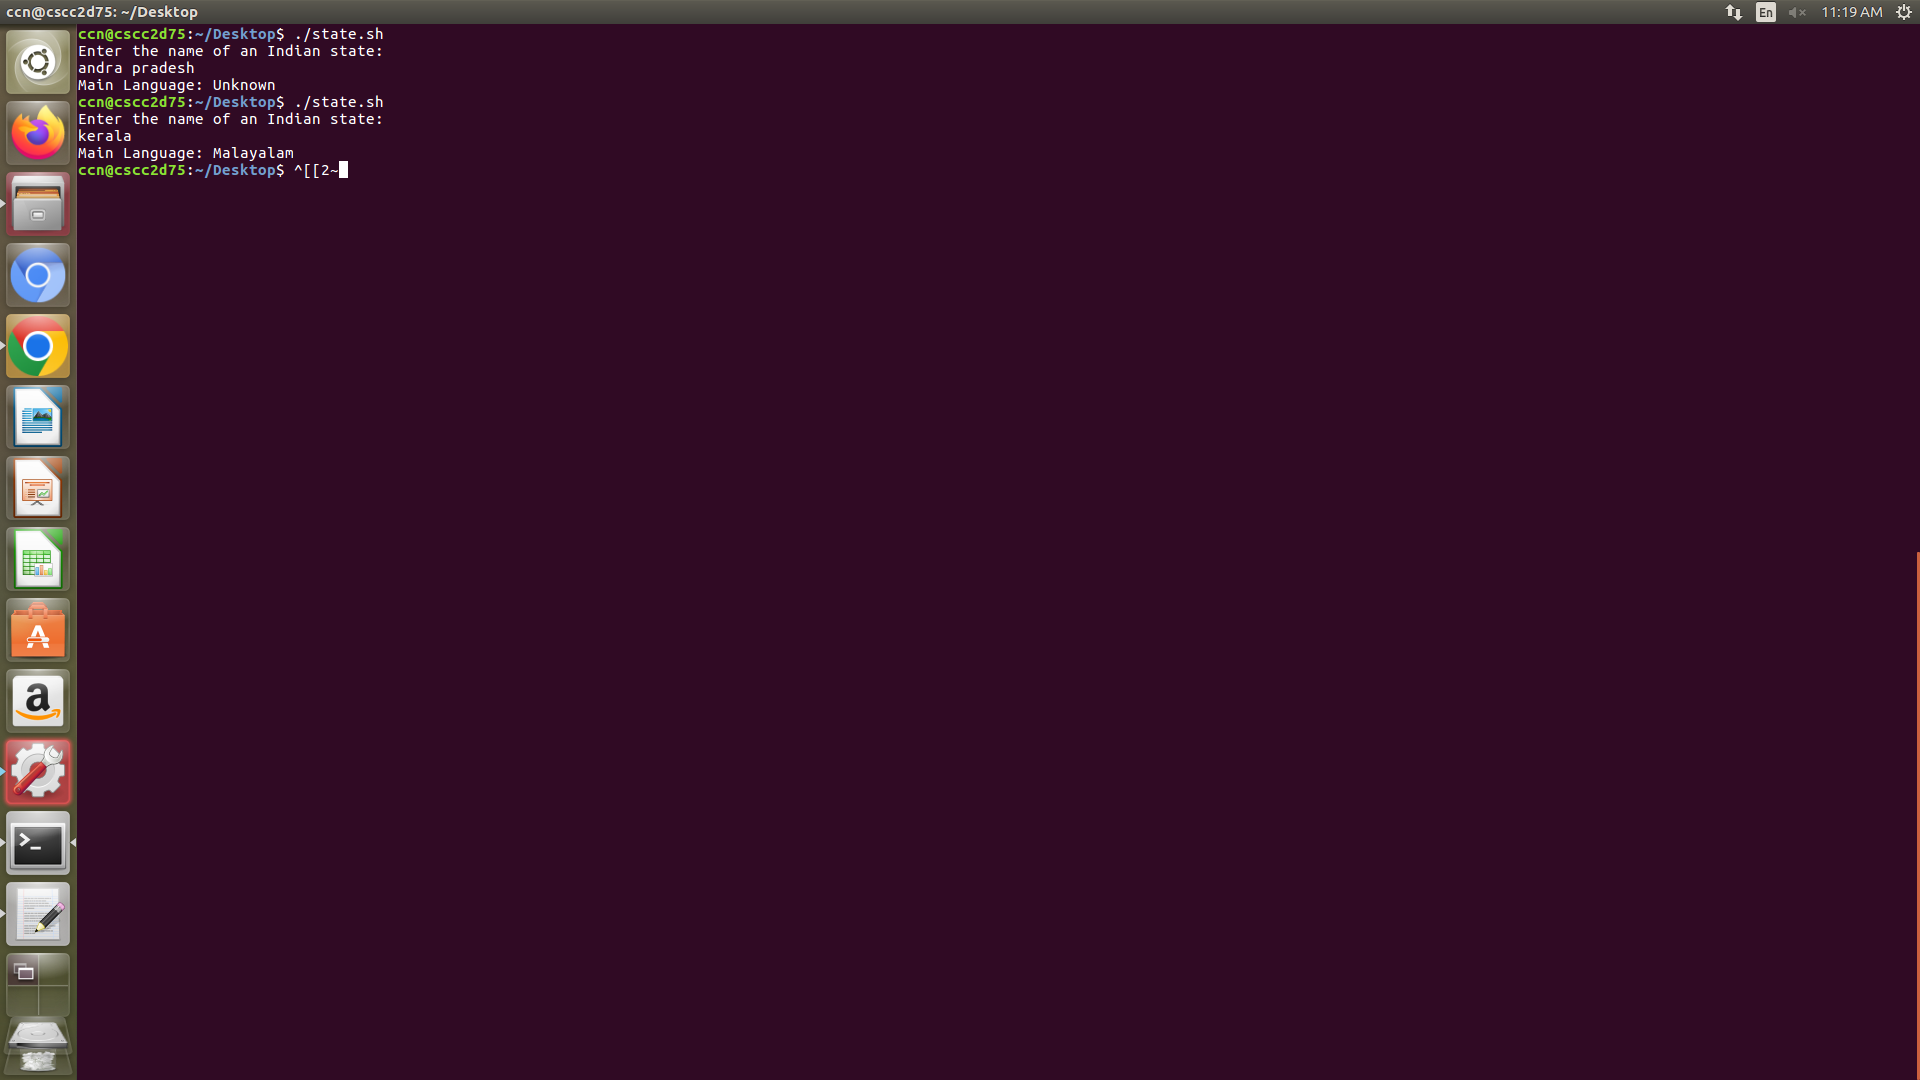 ccn@cscc2d75: ~/Desktop
En
11:19 AM
ccn@cscc2d75:~/Desktop$ ./state.sh
Enter the name of an Indian state:
andra pradesh
Main Language: Unknown
ccn@cscc2d75:~/Desktop$ ./state.sh
Enter the name of an Indian state:
kerala
Main Language: Malayalam
ccn@cscc2d75:~/Desktop$ ^[[2~